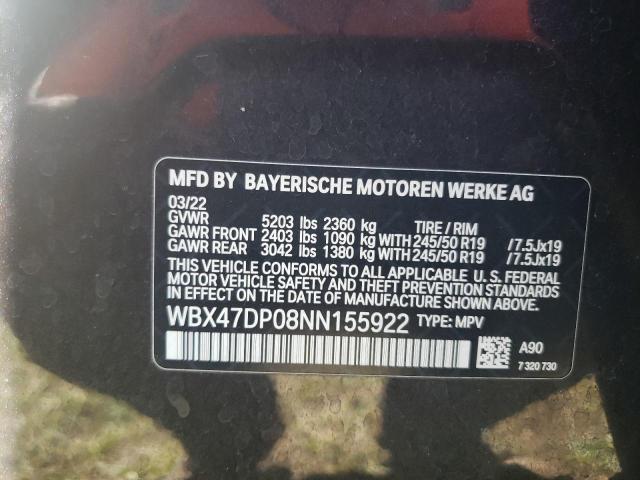 MFD BY BAYERISCHE MOTOREN WERKE AG
03/22
GVWR 5203 lbs 2360 kg TIRE / RIM
GAWR FRONT 2403 lbs 1090 kg WITH 245/50 R19 /7.5Jx19
GAWR REAR 3042 lbs 1380 kg WITH 245/50 R19 /7.5Jx19
THIS VEHICLE CONFORMS TO ALL APPLICABLE U. S. FEDERAL
MOTOR VEHICLE SAFETY AND THEFT PREVENTION STANDARDS
IN EFFECT ON THE DATE OF MANUFACTURE SHOWN ABOVE.
WBX47DP08NN155922 TYPE: MPV
A90
7 320 730